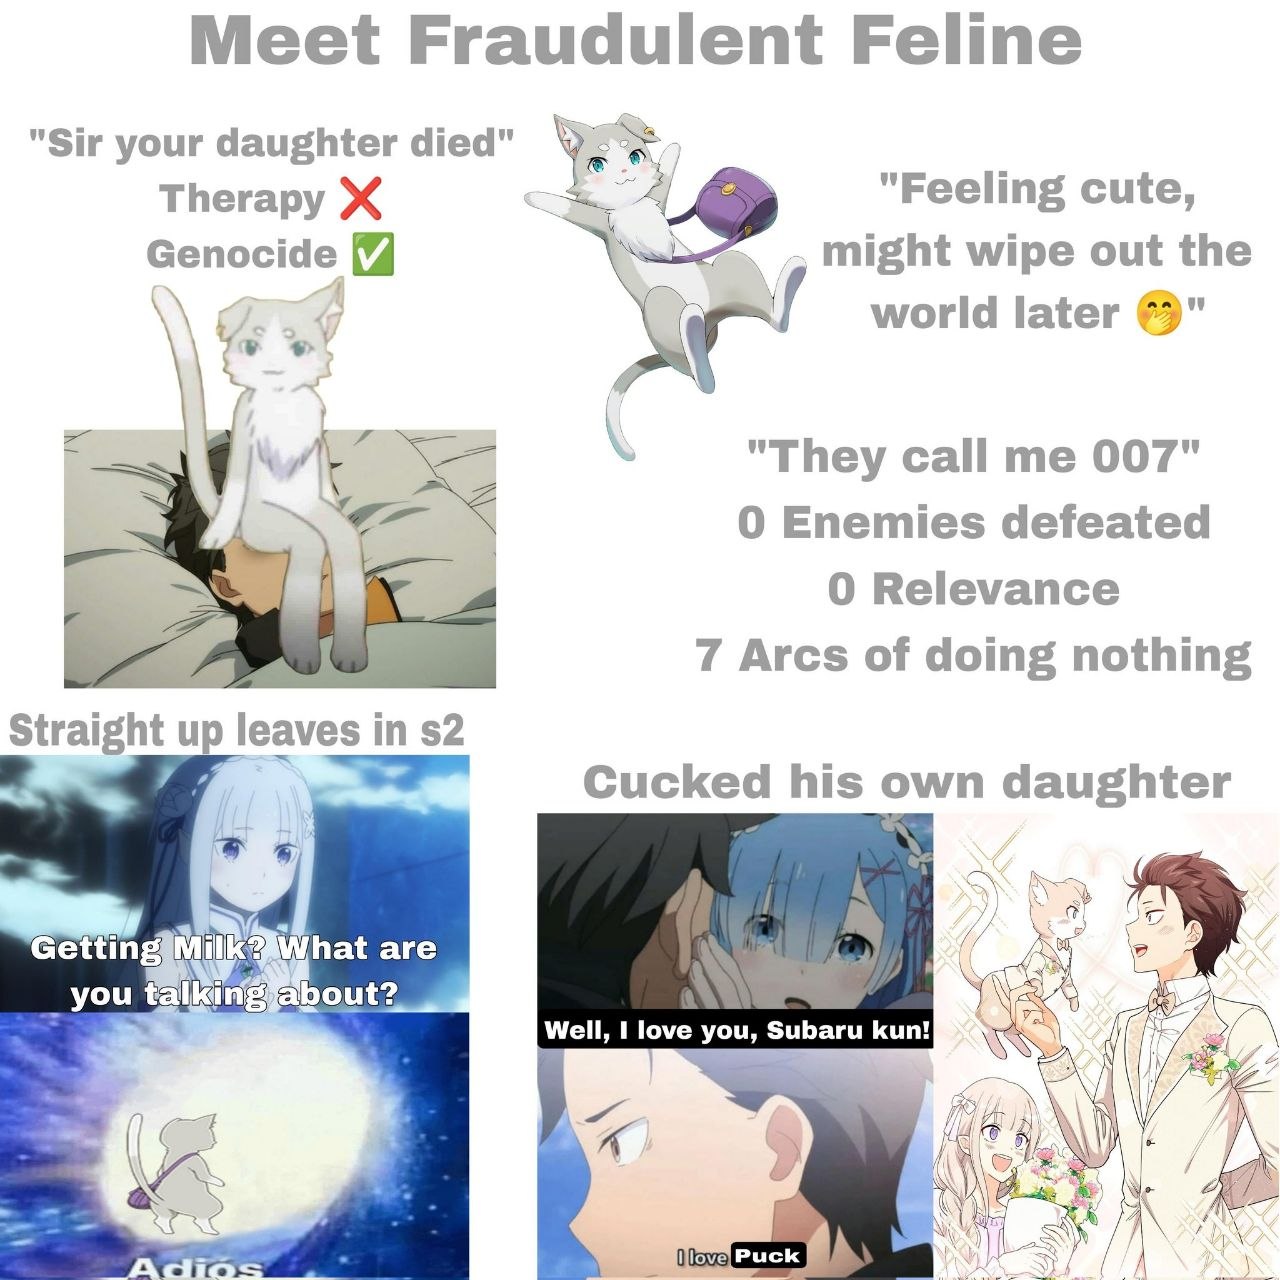 Meet Fraudulent Feline
"Sir your daughter died"
Therapy ❌
Genocide ✅
"Feeling cute,
might wipe out the
world later 🤭"
"They call me 007"
0 Enemies defeated
0 Relevance
7 Arcs of doing nothing
Straight up leaves in s2
Getting Milk? What are
you talking about?
Adiós
Cucked his own daughter
Well, I love you, Subaru kun!
I love Puck